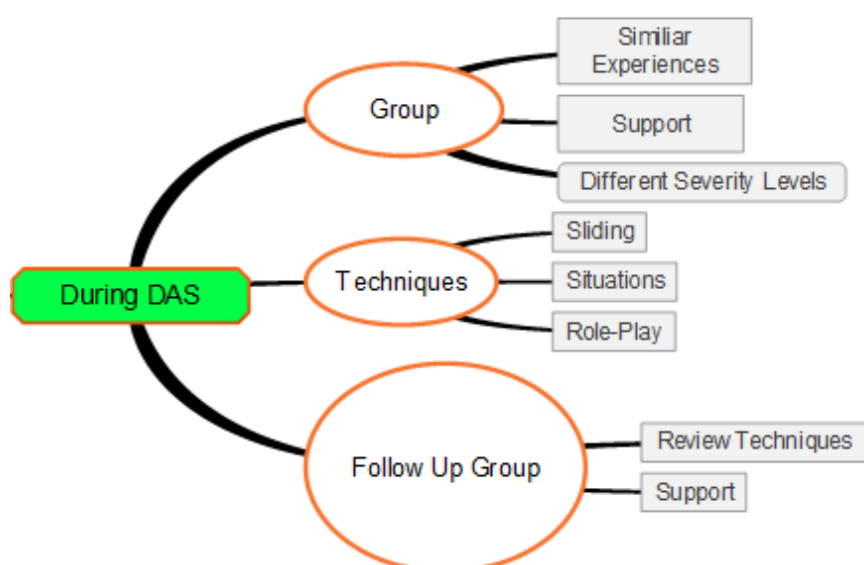 During DAS
Group
Similiar
Experiences
Support
Different Severity Levels
Techniques
Sliding
Situations
Role-Play
Follow Up Group
Review Techniques
Support